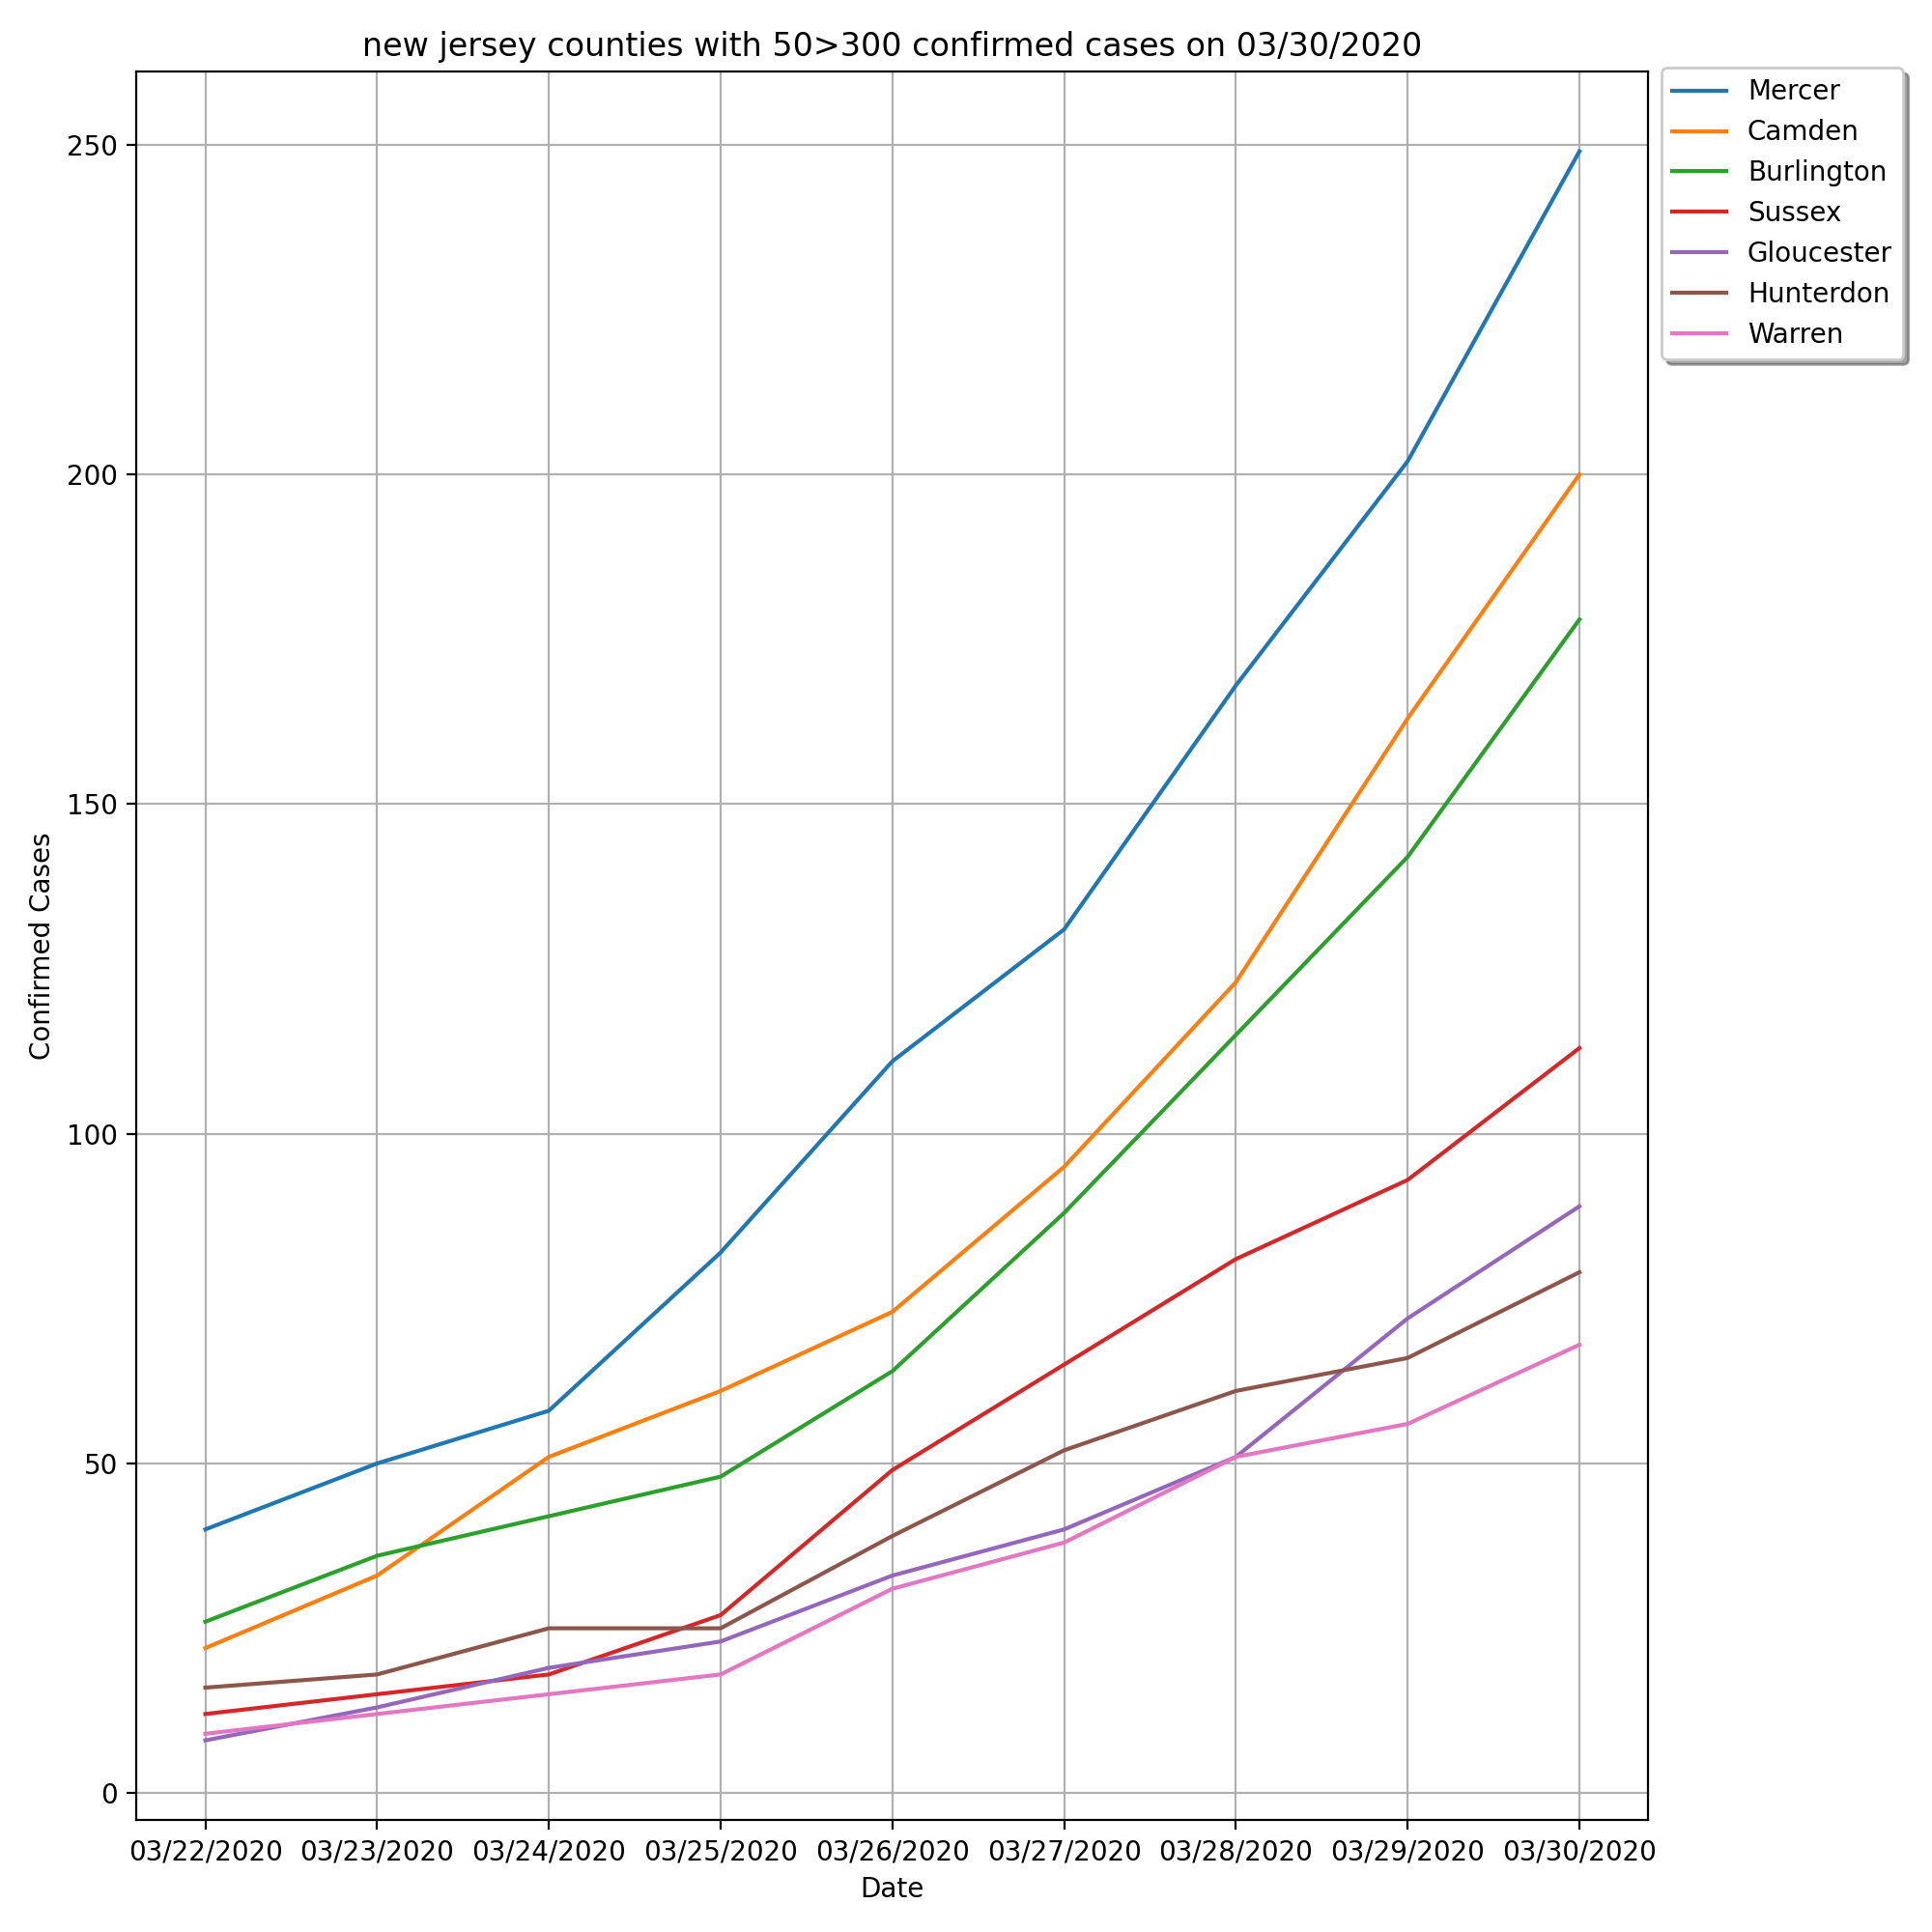 new jersey counties with 50>300 confirmed cases on 03/30/2020
Mercer
Camden
Burlington
Sussex
Gloucester
Hunterdon
Warren
250
200
150
100
50
0
Confirmed Cases
03/22/2020 03/23/2020 03/24/2020 03/25/2020 03/26/2020 03/27/2020 03/28/2020 03/29/2020 03/30/2020
Date